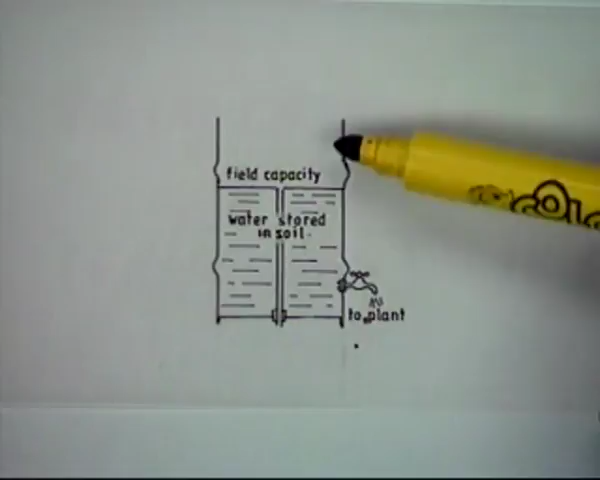 field capacity
water stored
in soil.
to plant